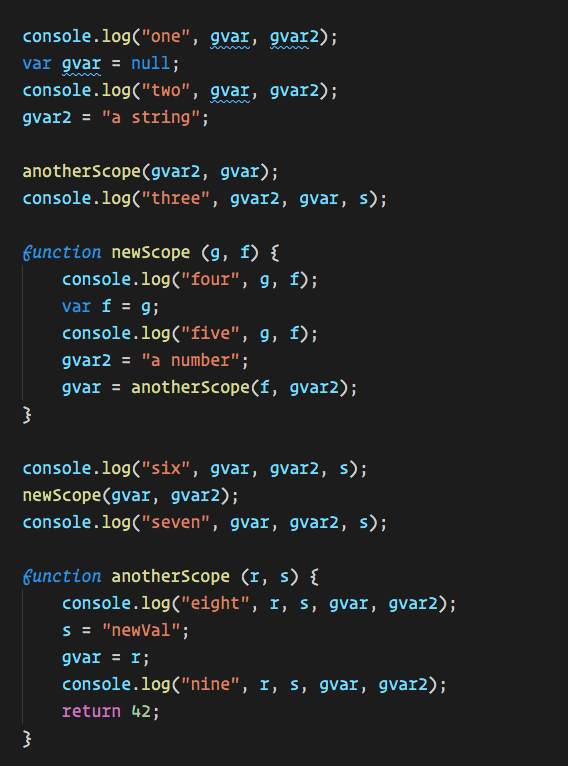 console.log("one", gvar, gvar2);
var gvar = null;
console.log("two", gvar, gvar2);
gvar2 = "a string";

anotherScope(gvar2, gvar);
console.log("three", gvar2, gvar, s);

function newScope (g, f) {
    console.log("four", g, f);
    var f = g;
    console.log("five", g, f);
    gvar2 = "a number";
    gvar = anotherScope(f, gvar2);
}

console.log("six", gvar, gvar2, s);
newScope(gvar, gvar2);
console.log("seven", gvar, gvar2, s);

function anotherScope (r, s) {
    console.log("eight", r, s, gvar, gvar2);
    s = "newVal";
    gvar = r;
    console.log("nine", r, s, gvar, gvar2);
    return 42;
}